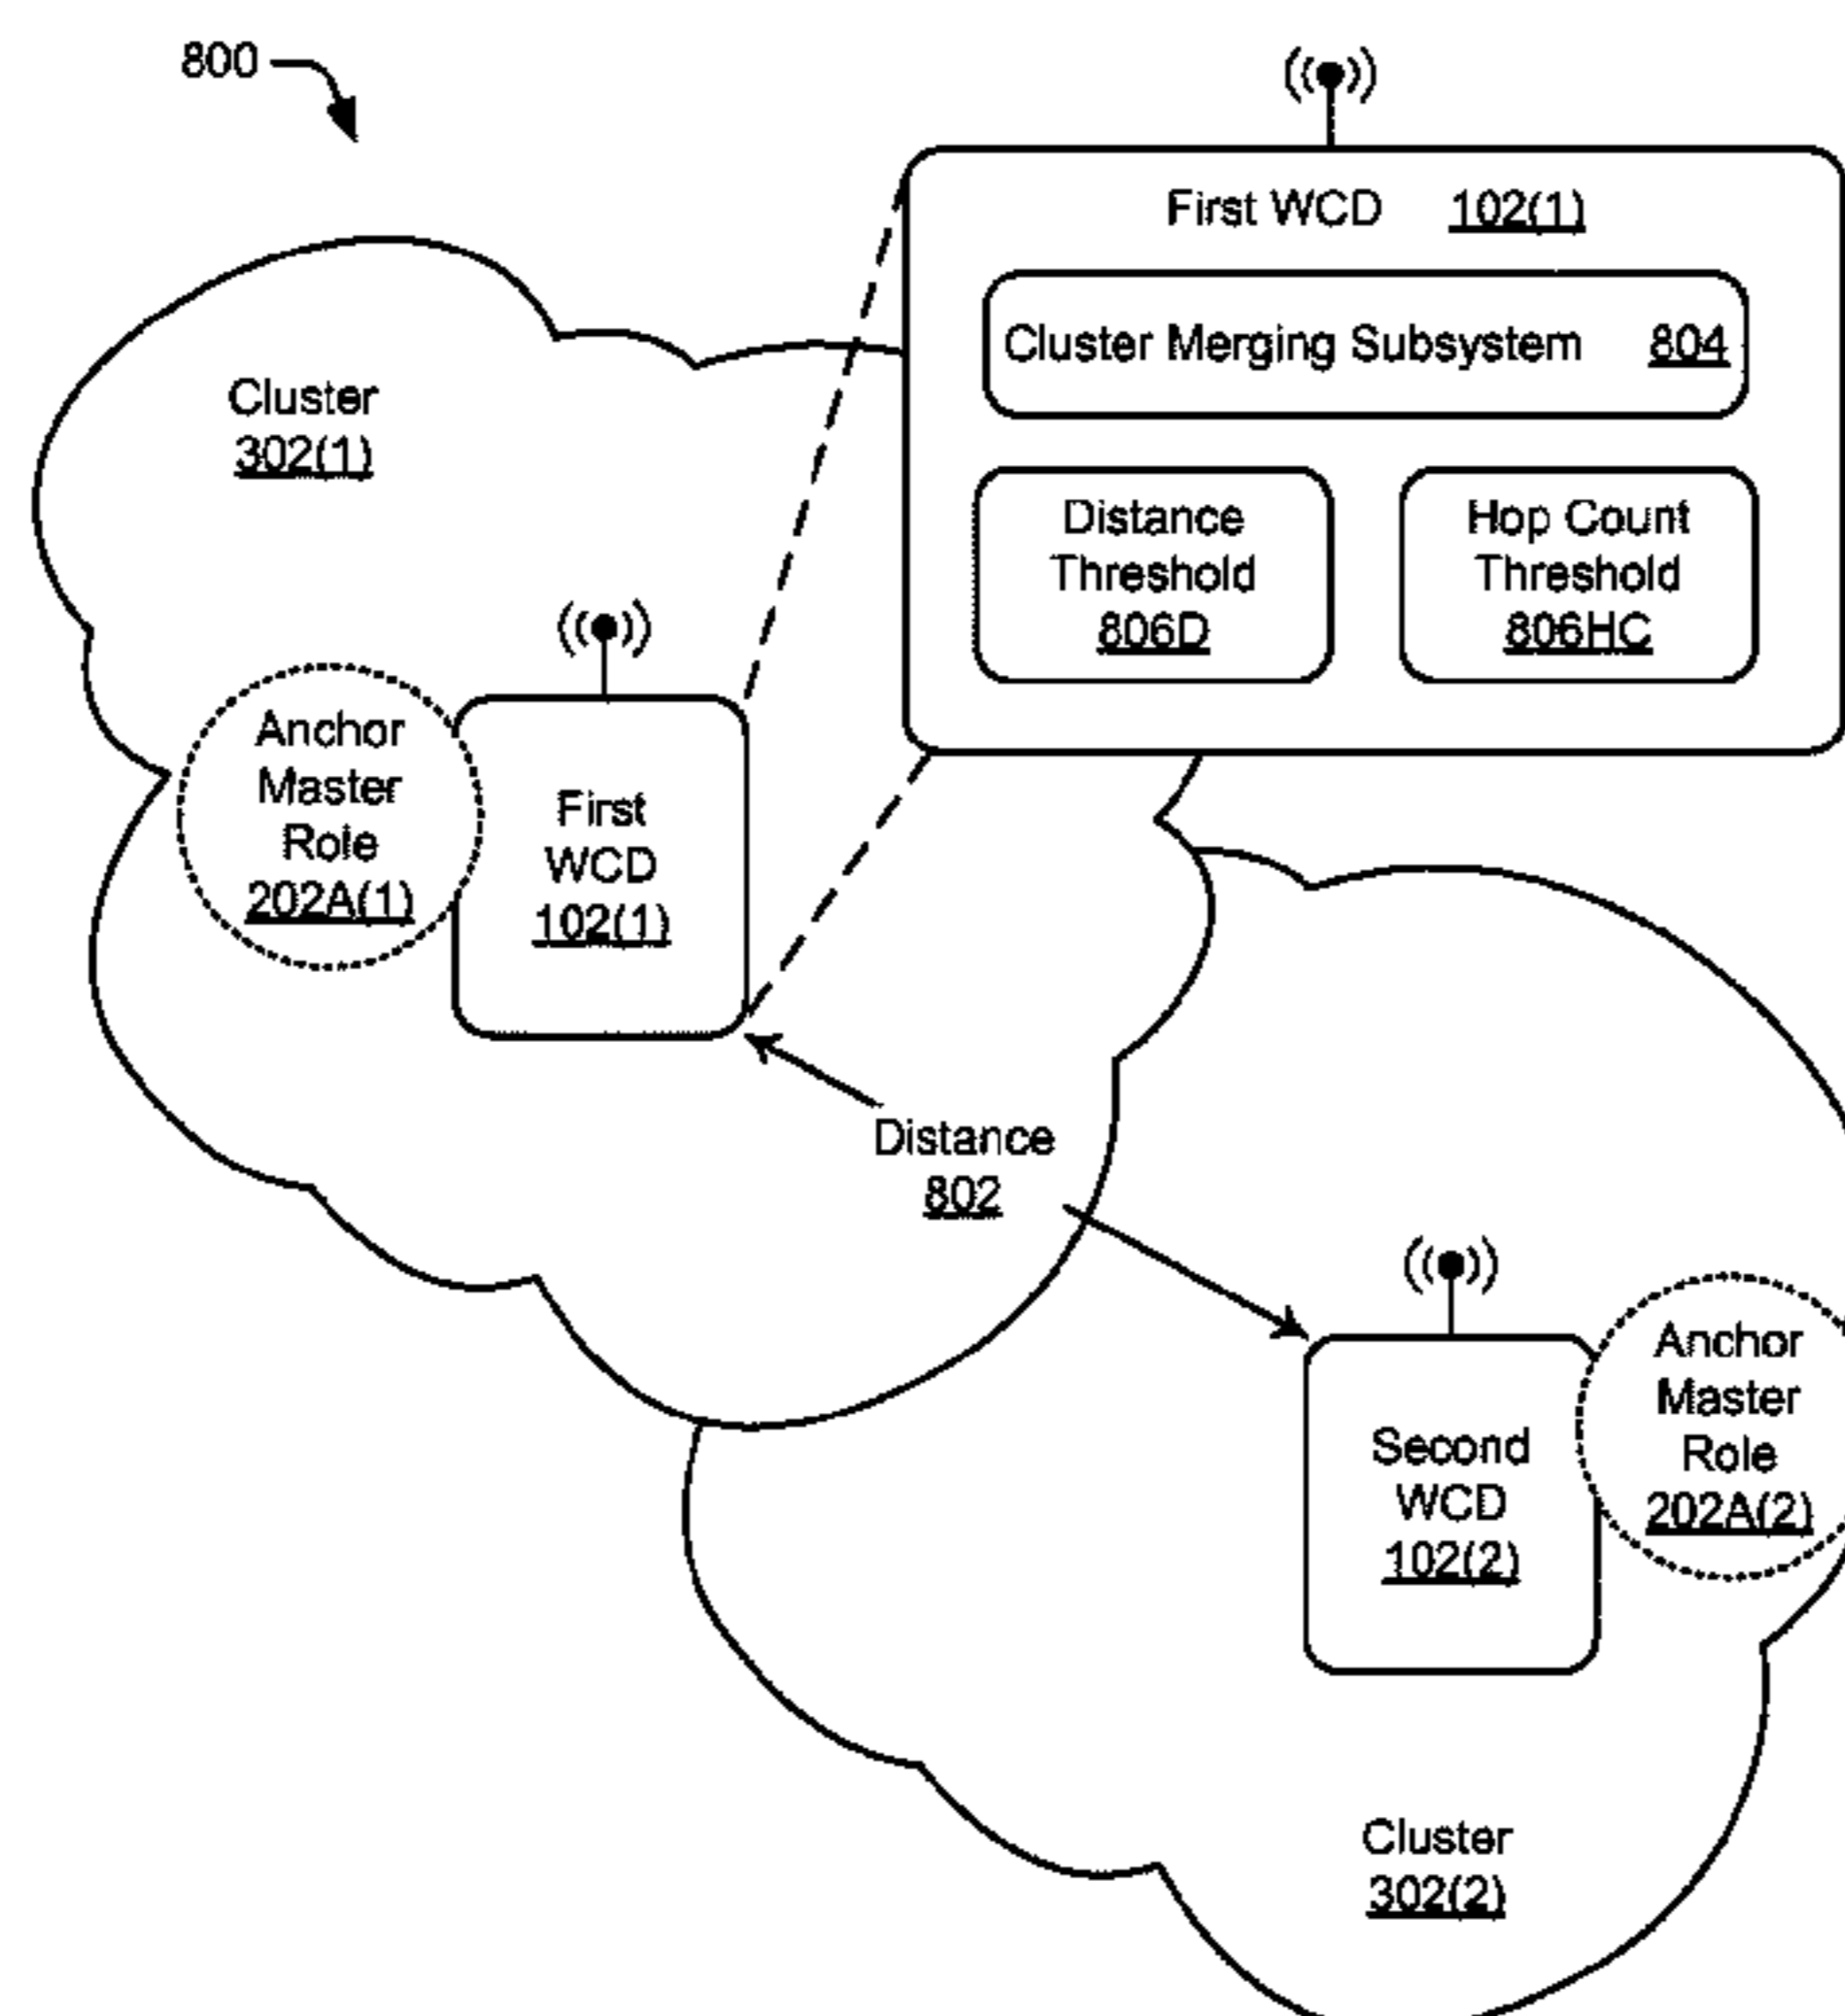 800
First WCD 102(1)
Cluster Merging Subsystem 804
Cluster
302(1)
Distance
Threshold
806D
Hop Count
Threshold
806HC
Anchor
Master
Role
202A(1)
First
WCD
102(1)
Distance
802
Second
WCD
102(2)
Anchor
Master
Role
202A(2)
Cluster
302(2)